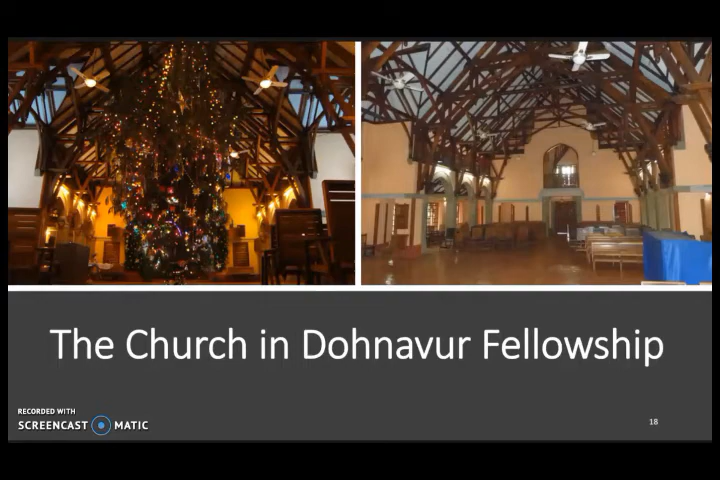 The Church in Dohnavur Fellowship
RECORDED WITH
SCREENCAST MATIC
18